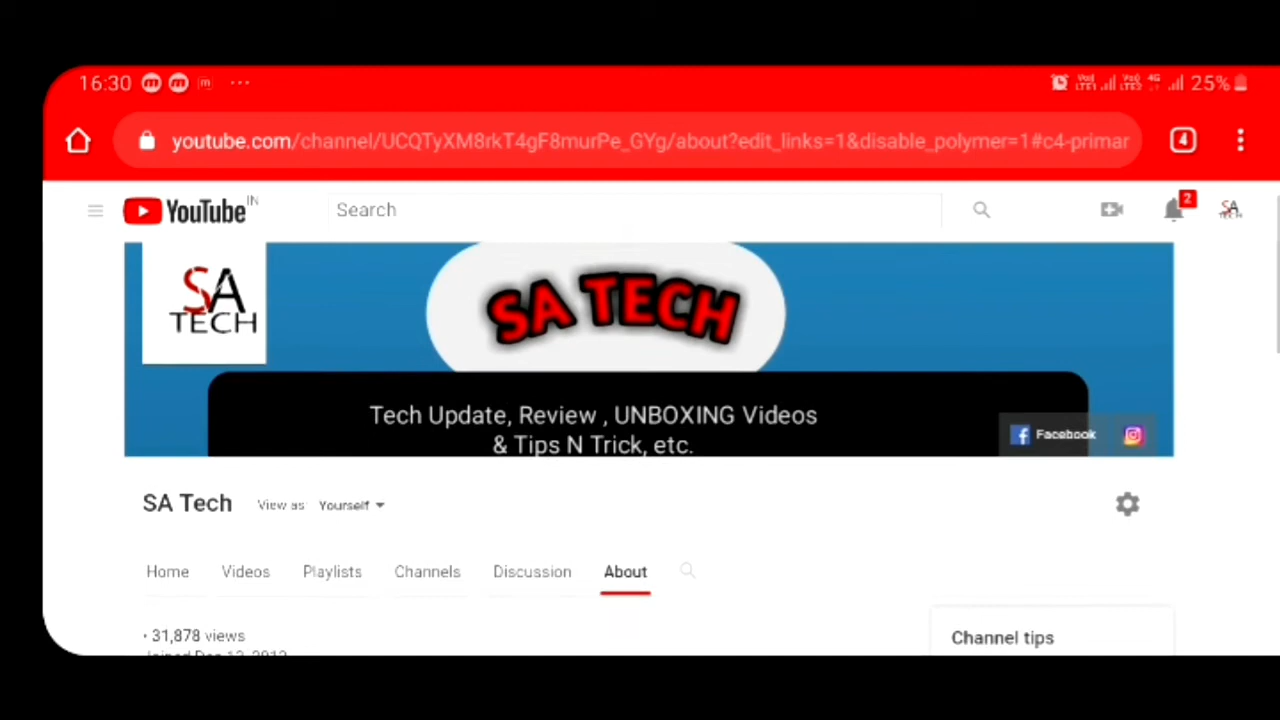 16:30 25%
youtube.com/channel/UCQTyXM8rkT4gF8murPe_GYg/about?edit_links=1&disable_polymer=1#c4-primar 4
YouTube IN Search 2 SA TECH
SA TECH
SA TECH
Tech Update, Review , UNBOXING Videos
& Tips N Trick, etc.
Facebook
SA Tech View as: Yourself
Home Videos Playlists Channels Discussion About
• 31,878 views
Channel tips